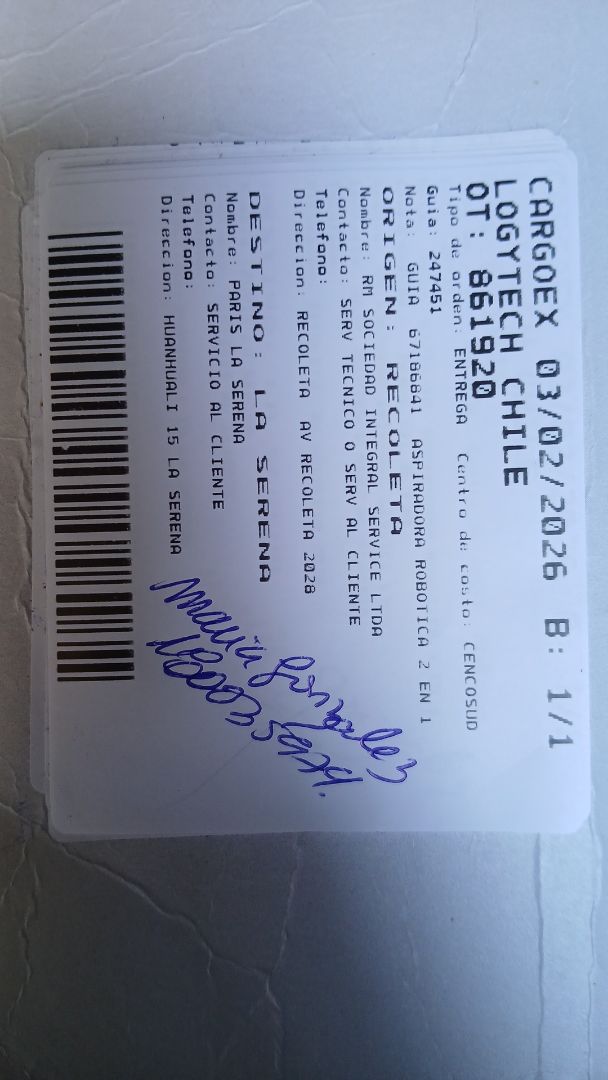 CARGOEX 03/02/2026 B: 1/1
LOGYTECH CHILE
OT: 861920
Tipo de orden: ENTREGA Centro de costo: CENCOSUD
Guia: 247451
Nota: GUIA 67186841 ASPIRADORA ROBOTICA 2 EN 1
ORIGEN: RECOLETA
Nombre: RM SOCIEDAD INTEGRAL SERVICE LTDA
Contacto: SERV TECNICO O SERV AL CLIENTE
Telefono:
Direccion: RECOLETA AV RECOLETA 2028
DESTINO: LA SERENA
Nombre: PARIS LA SERENA
Contacto: SERVICIO AL CLIENTE
Telefono:
Direccion: HUANHUALI 15 LA SERENA
Maria Gonzalez